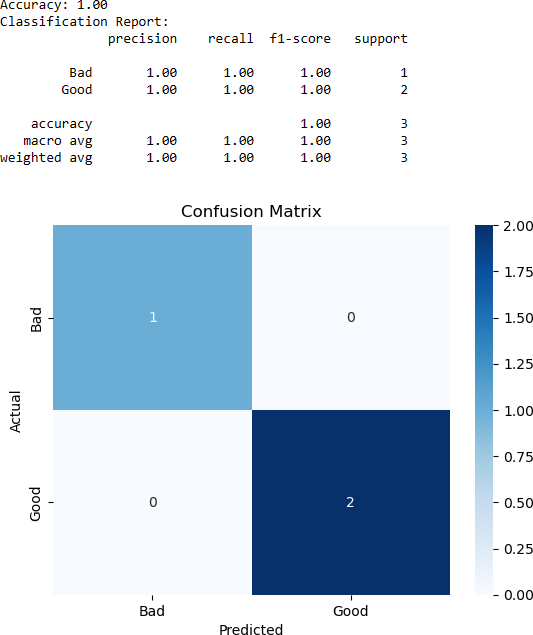 Accuracy: 1.00
Classification Report:
precision recall f1-score support
Bad 1.00 1.00 1.00 1
Good 1.00 1.00 1.00 2
accuracy 1.00 3
macro avg 1.00 1.00 1.00 3
weighted avg 1.00 1.00 1.00 3
Confusion Matrix
2.00
1.75
1.50
1.25
1.00
0.75
0.50
0.25
0.00
Actual
Bad
1 0
Good
0 2
Bad Good
Predicted